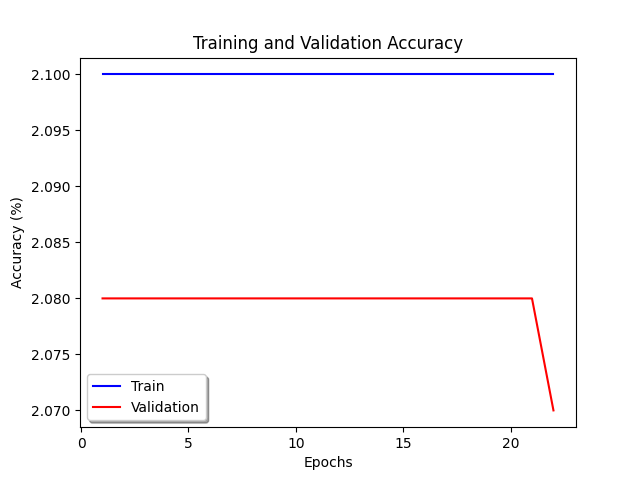 Training and Validation Accuracy
Accuracy (%)
2.100
2.095
2.090
2.085
2.080
2.075
2.070
Train
Validation
0 5 10 15 20
Epochs